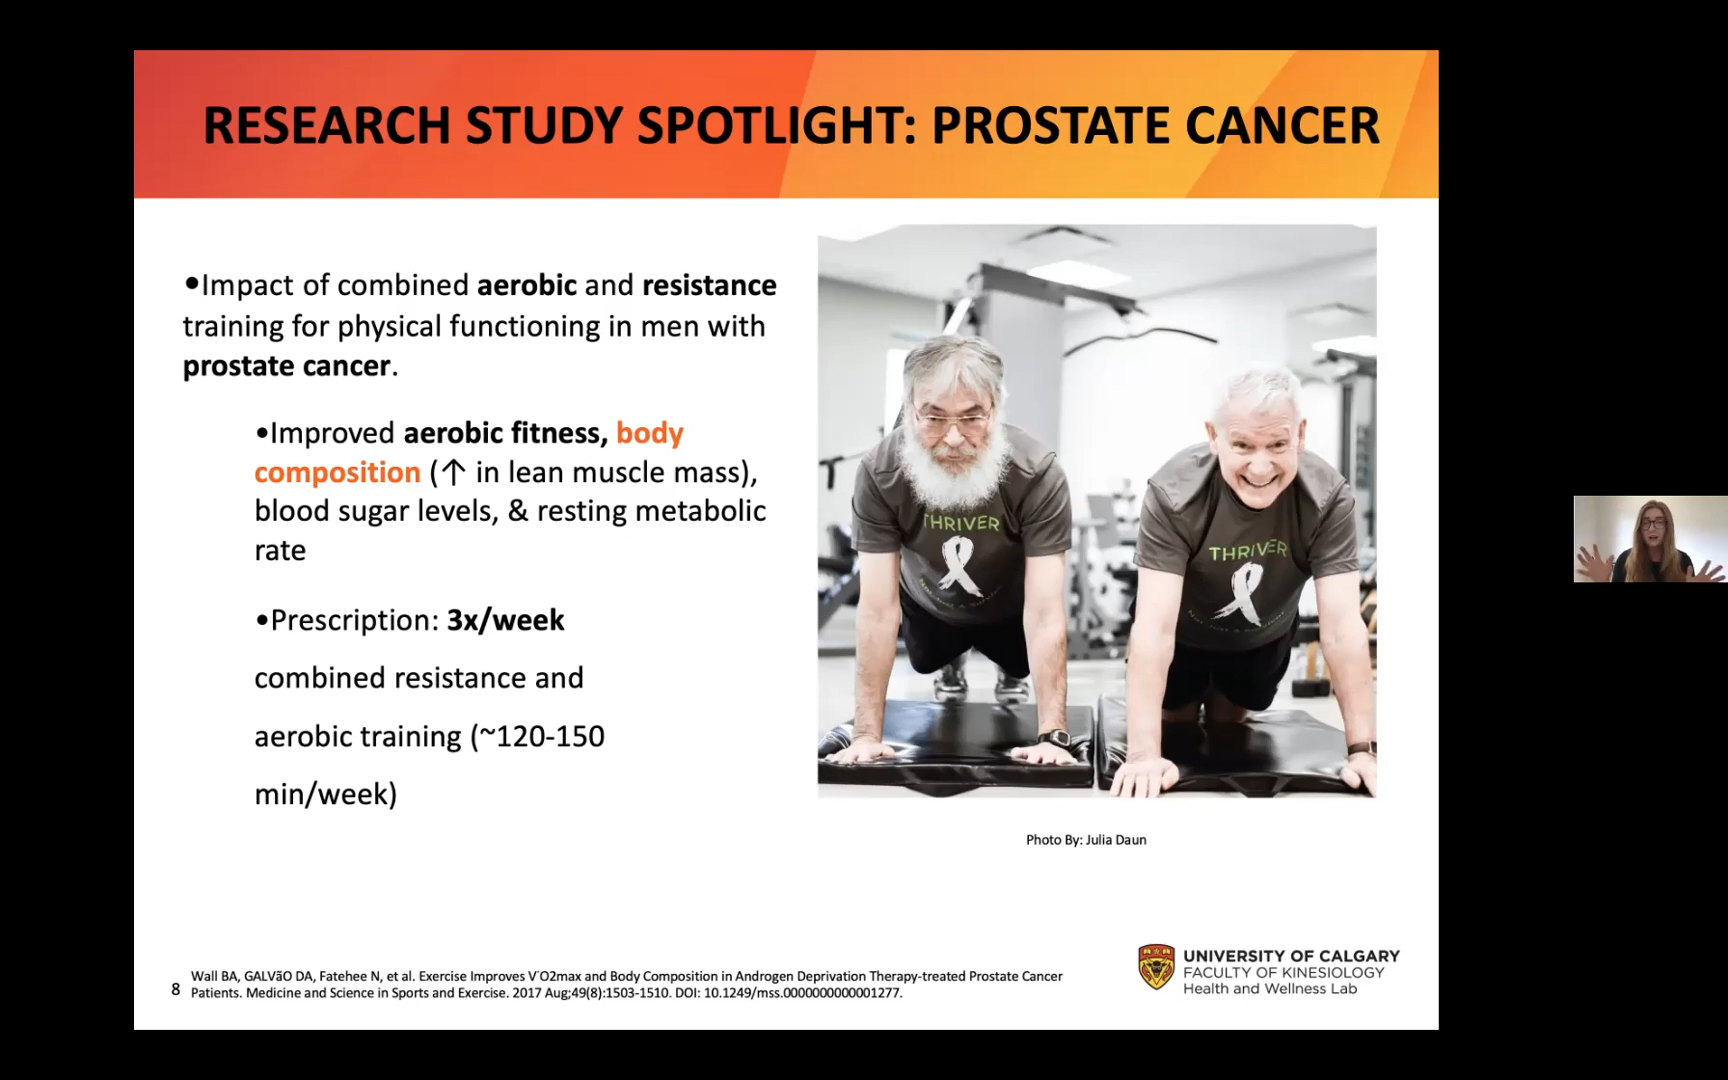 RESEARCH STUDY SPOTLIGHT: PROSTATE CANCER
•Impact of combined aerobic and resistance
training for physical functioning in men with
prostate cancer.
•Improved aerobic fitness, body
composition (↑ in lean muscle mass),
blood sugar levels, & resting metabolic
rate
•Prescription: 3x/week
combined resistance and
aerobic training (~120-150
min/week)
THRIVER
THRIVER
Photo By: Julia Daun
Wall BA, GALVãO DA, Fatehee N, et al. Exercise Improves V˙O2max and Body Composition in Androgen Deprivation Therapy-treated Prostate Cancer
Patients. Medicine and Science in Sports and Exercise. 2017 Aug;49(8):1503-1510. DOI: 10.1249/mss.0000000000001277.
8
UNIVERSITY OF CALGARY
FACULTY OF KINESIOLOGY
Health and Wellness Lab